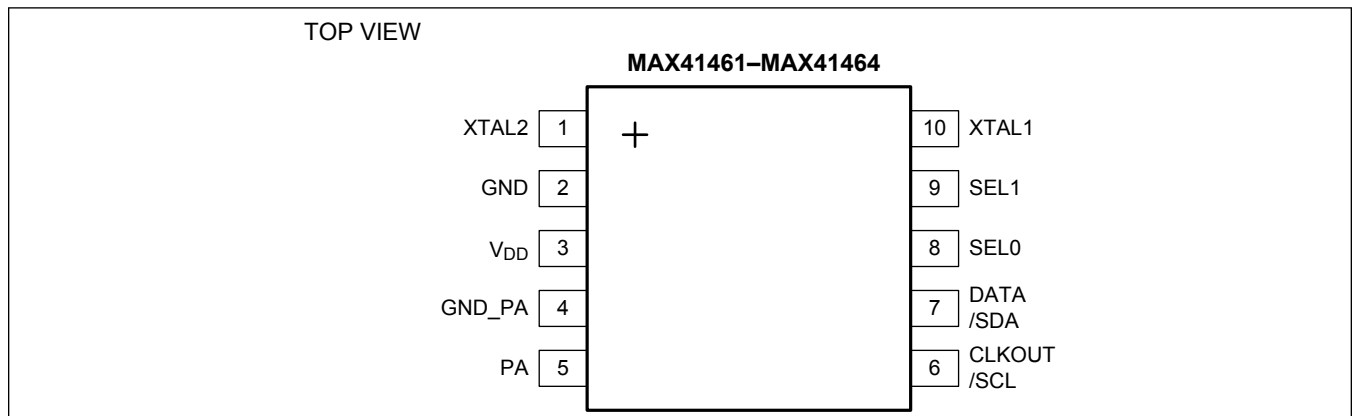 TOP VIEW
MAX41461–MAX41464
XTAL2 1
GND 2
VDD 3
GND_PA 4
PA 5
+
10 XTAL1
9 SEL1
8 SEL0
7 DATA
/SDA
6 CLKOUT
/SCL